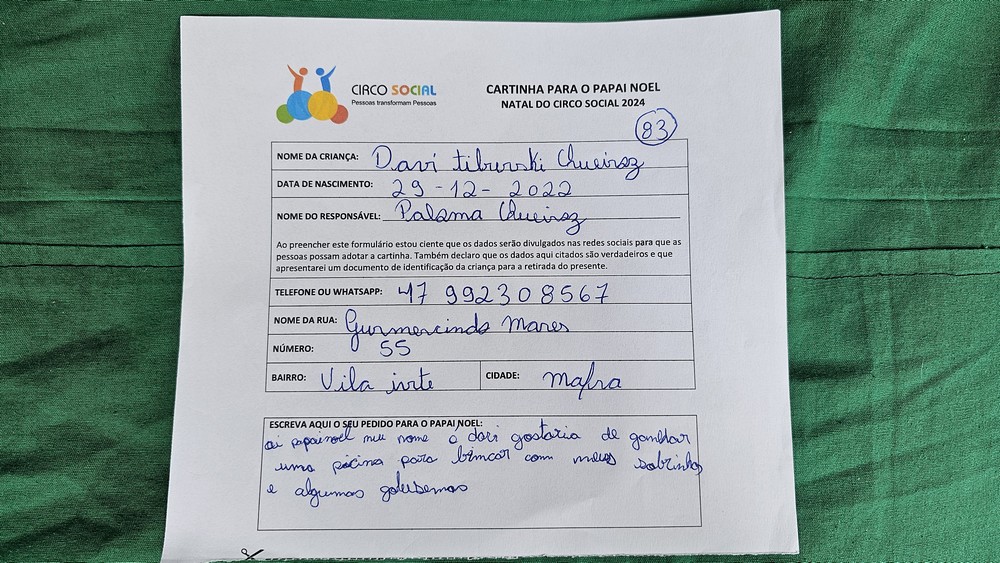 CIRCO SOCIAL
Pessoas transformam Pessoas
CARTINHA PARA O PAPAI NOEL
NATAL DO CIRCO SOCIAL 2024
83
NOME DA CRIANÇA: Davi tiburski Queiroz
DATA DE NASCIMENTO: 29-12-2022
NOME DO RESPONSÁVEL: Paloma Queiroz
Ao preencher este formulário estou ciente que os dados serão divulgados nas redes sociais para que as
pessoas possam adotar a cartinha. Também declaro que os dados aqui citados são verdadeiros e que
apresentarei um documento de identificação da criança para a retirada do presente.
TELEFONE OU WHATSAPP: 47 992308567
NOME DA RUA: Gurmercindo Mares
NÚMERO: 55
BAIRRO: Vila ivte CIDADE: Mafra
ESCREVA AQUI O SEU PEDIDO PARA O PAPAI NOEL:
oi papai noel meu nome é davi gostaria de ganhar
uma pscina para brincar com meus sobrinhos
e algumas gulusemas